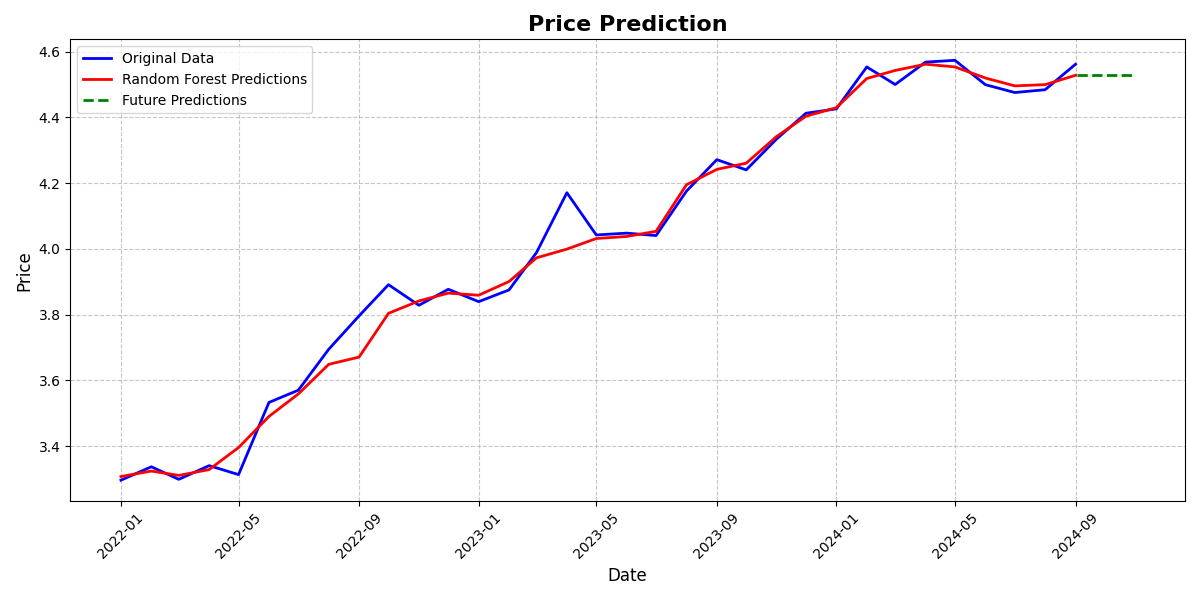 Price Prediction
Original Data
Random Forest Predictions
Future Predictions
4.6
4.4
4.2
4.0
3.8
3.6
3.4
Price
2022-01
2022-05
2022-09
2023-01
2023-05
2023-09
2024-01
2024-05
2024-09
Date